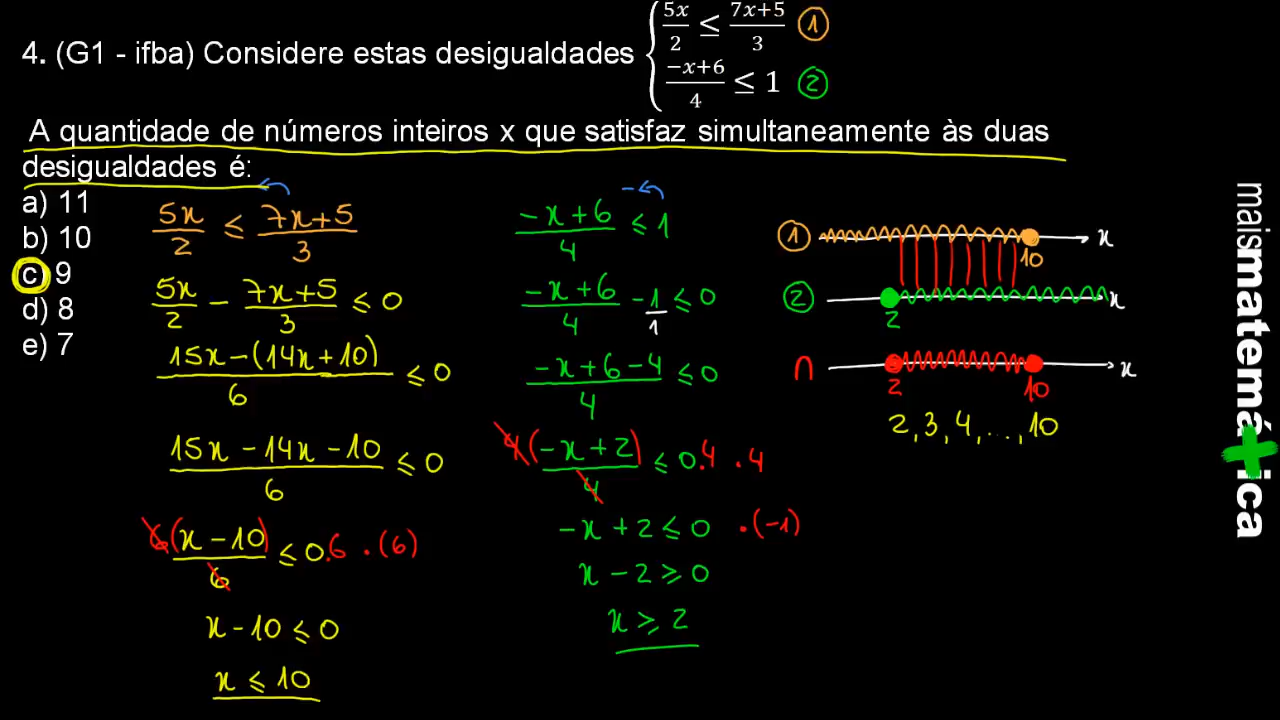 4. (G1 - ifba) Considere estas desigualdades { 5x/2 ≤ 7x+5/3 ①
-x+6/4 ≤ 1 ②
A quantidade de números inteiros x que satisfaz simultaneamente às duas
desigualdades é:
a) 11
b) 10
c) 9
d) 8
e) 7
5x/2 ≤ 7x+5/3
5x/2 - 7x+5/3 ≤ 0
15x-(14x+10)/6 ≤ 0
15x-14x-10/6 ≤ 0
6(x-10)/6 ≤ 0.6 .(6)
x-10 ≤ 0
x ≤ 10
-x+6/4 ≤ 1
-x+6/4 - 1/1 ≤ 0
-x+6-4/4 ≤ 0
4(-x+2)/4 ≤ 0.4 .4
-x+2 ≤ 0 .(-1)
x-2 ≥ 0
x ≥ 2
① 10 x
② 2 x
∩ 2 10 x
2, 3, 4, ..., 10
maismatemática